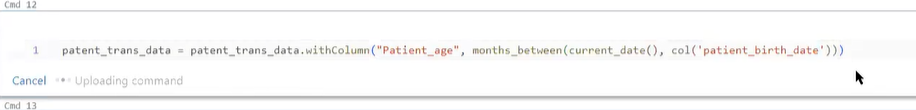 Cmd 12
1 patent_trans_data = patent_trans_data.withColumn("Patient_age", months_between(current_date(), col('patient_birth_date')))
Cancel ••• Uploading command
Cmd 13